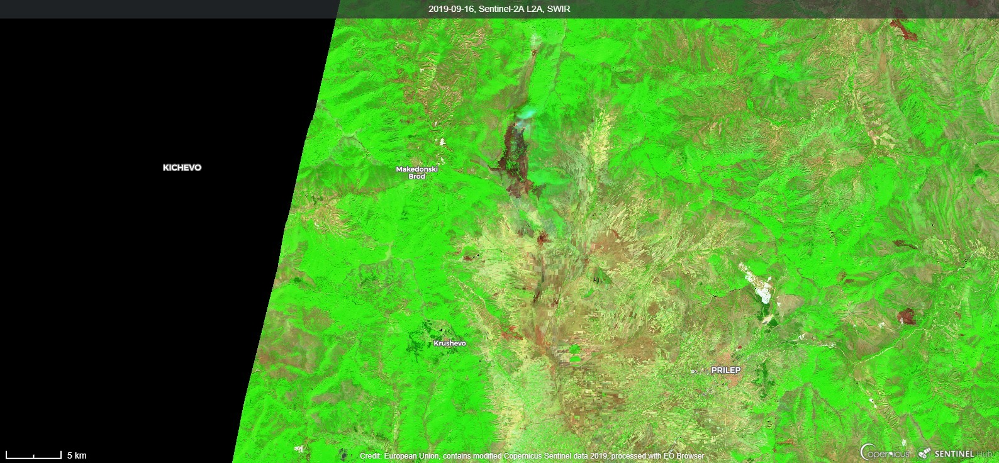 2019-09-16, Sentinel-2A L2A, SWIR
KICHEVO
Makedonski
Brod
Krushevo
PRILEP
5 km
Credit: European Union, contains modified Copernicus Sentinel data 2019, processed with EO Browser
Copernicus
SENTINEL Hub